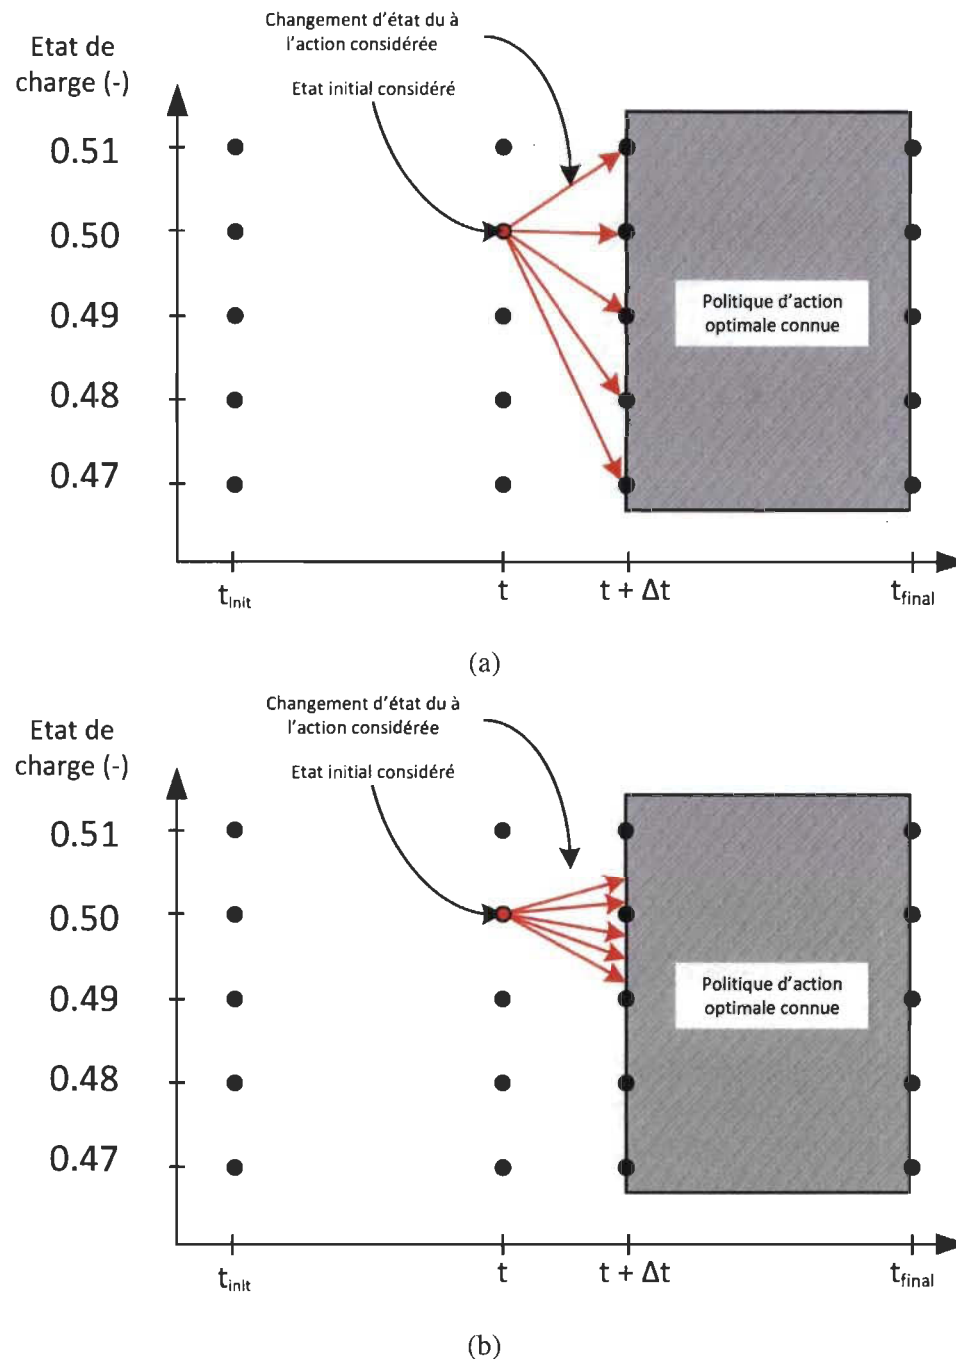 Changement d'état du à
l'action considérée
Etat de
charge (-)
Etat initial considéré
0.51
0.50
0.49
0.48
0.47
Politique d'action
optimale connue
tInit
t
t + Δt
tfinal
(a)
Changement d'état du à
l'action considérée
Etat de
charge (-)
Etat initial considéré
0.51
0.50
0.49
0.48
0.47
Politique d'action
optimale connue
tinit
t
t + Δt
tfinal
(b)